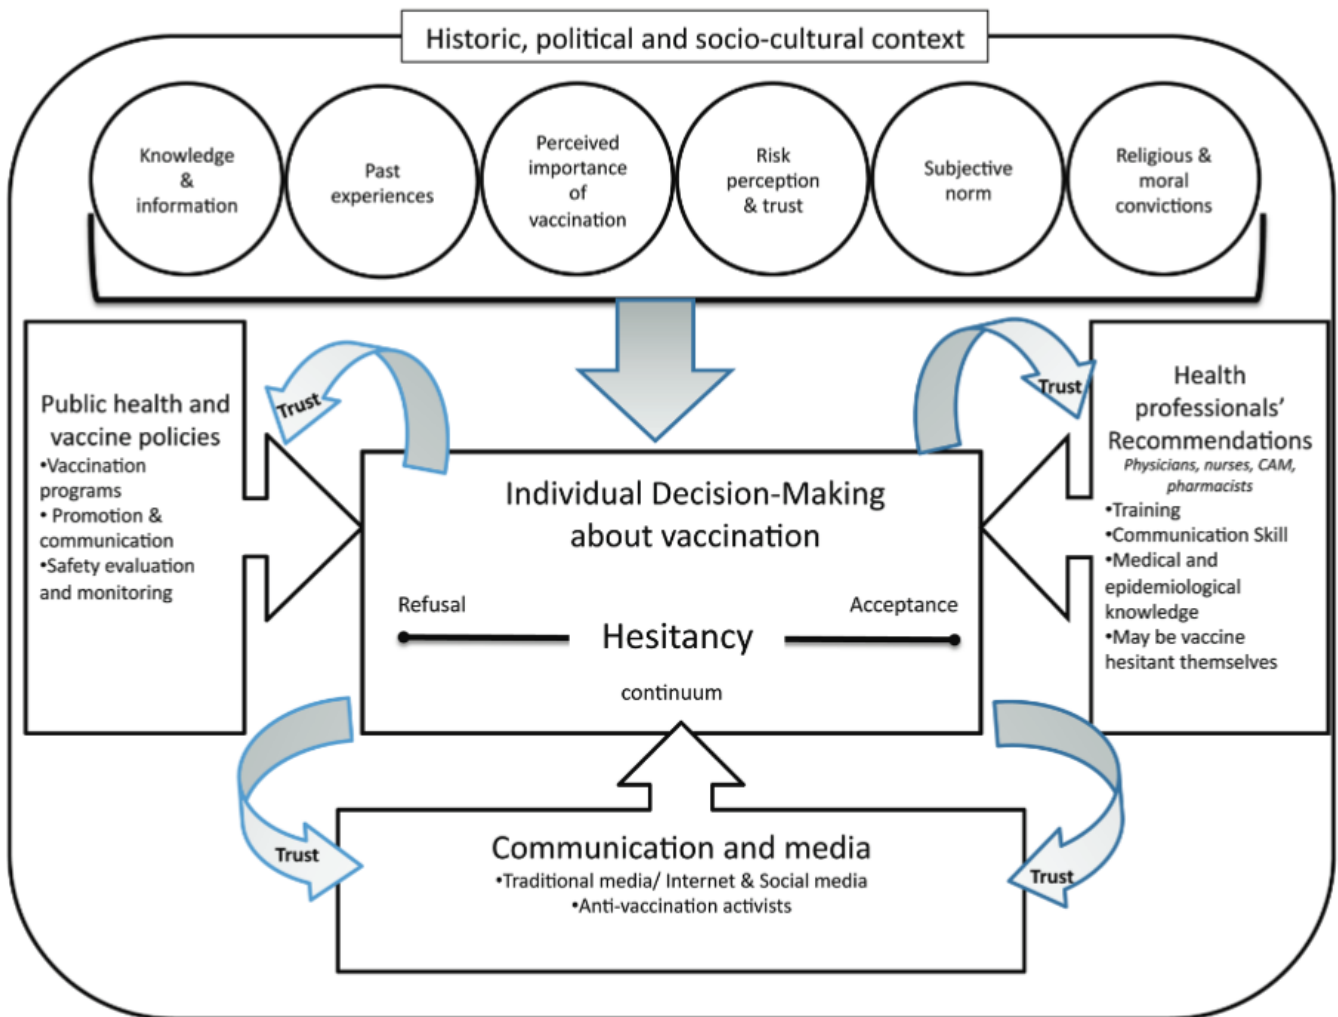 Historic, political and socio-cultural context
Knowledge
&
information
Past
experiences
Perceived
importance
of
vaccination
Risk
perception
& trust
Subjective
norm
Religious &
moral
convictions
Public health and
vaccine policies
•Vaccination
programs
• Promotion &
communication
•Safety evaluation
and monitoring
Trust
Trust
Health
professionals’
Recommendations
Physicians, nurses, CAM,
pharmacists
•Training
•Communication Skill
•Medical and
epidemiological
knowledge
•May be vaccine
hesitant themselves
Individual Decision-Making
about vaccination
Refusal
Acceptance
Hesitancy
continuum
Trust
Trust
Communication and media
•Traditional media/ Internet & Social media
•Anti-vaccination activists